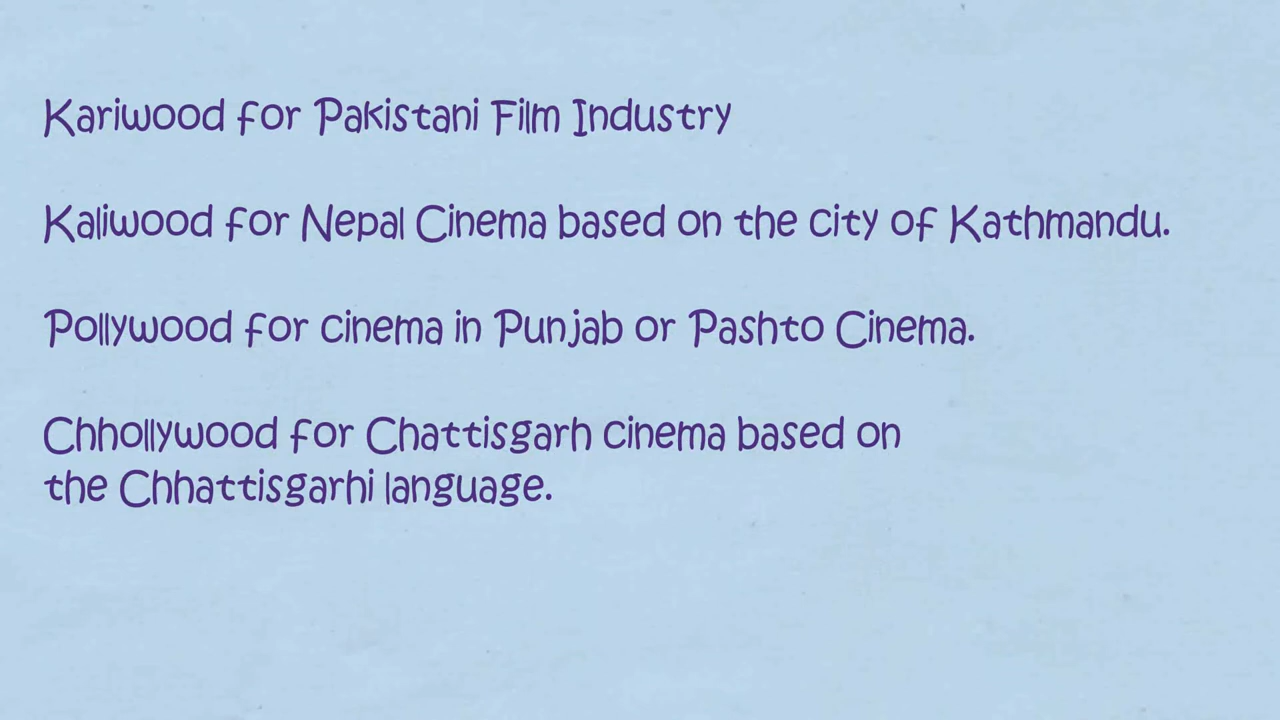 Kariwood for Pakistani Film Industry
Kaliwood for Nepal Cinema based on the city of Kathmandu.
Pollywood for cinema in Punjab or Pashto Cinema.
Chhollywood for Chattisgarh cinema based on
the Chhattisgarhi language.